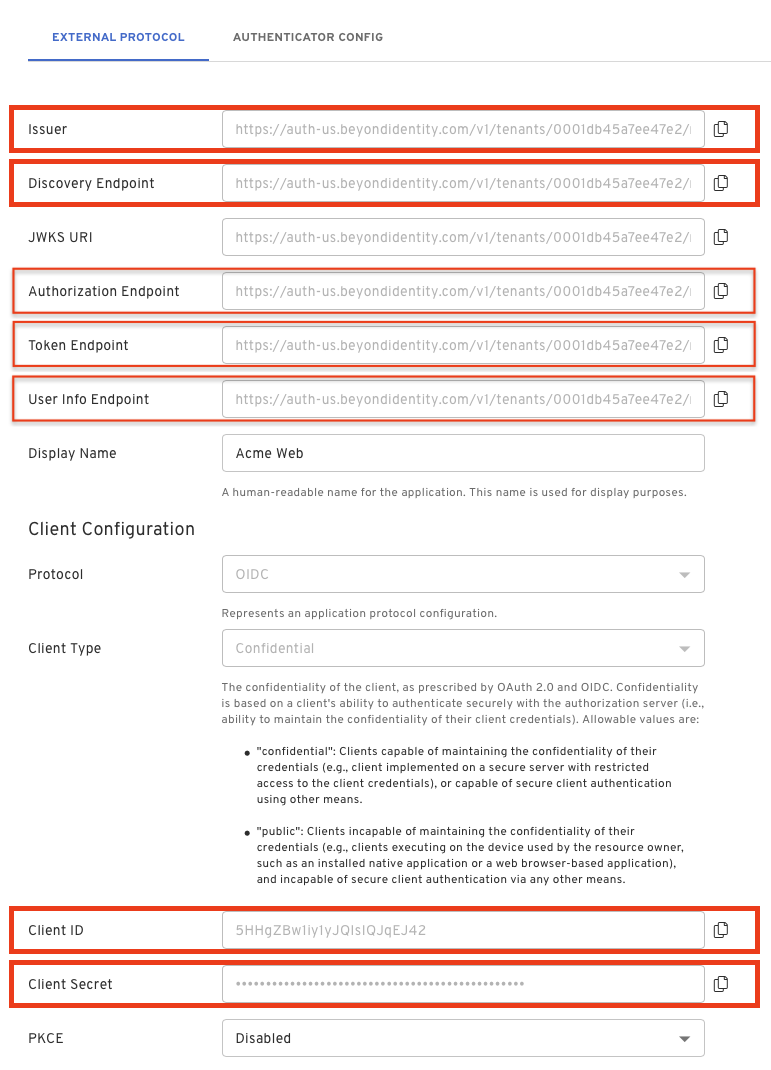 EXTERNAL PROTOCOL
AUTHENTICATOR CONFIG
Issuer
https://auth-us.beyondidentity.com/v1/tenants/0001db45a7ee47e2/
Discovery Endpoint
https://auth-us.beyondidentity.com/v1/tenants/0001db45a7ee47e2/
JWKS URI
https://auth-us.beyondidentity.com/v1/tenants/0001db45a7ee47e2/
Authorization Endpoint
https://auth-us.beyondidentity.com/v1/tenants/0001db45a7ee47e2/
Token Endpoint
https://auth-us.beyondidentity.com/v1/tenants/0001db45a7ee47e2/
User Info Endpoint
https://auth-us.beyondidentity.com/v1/tenants/0001db45a7ee47e2/
Display Name
Acme Web
A human-readable name for the application. This name is used for display purposes.
Client Configuration
Protocol
OIDC
Represents an application protocol configuration.
Client Type
Confidential
The confidentiality of the client, as prescribed by OAuth 2.0 and OIDC. Confidentiality
is based on a client's ability to authenticate securely with the authorization server (i.e.,
ability to maintain the confidentiality of their client credentials). Allowable values are:
• "confidential": Clients capable of maintaining the confidentiality of their
credentials (e.g., client implemented on a secure server with restricted
access to the client credentials), or capable of secure client authentication
using other means.
• "public": Clients incapable of maintaining the confidentiality of their
credentials (e.g., clients executing on the device used by the resource owner,
such as an installed native application or a web browser-based application),
and incapable of secure client authentication via any other means.
Client ID
Client Secret
PKCE
Disabled